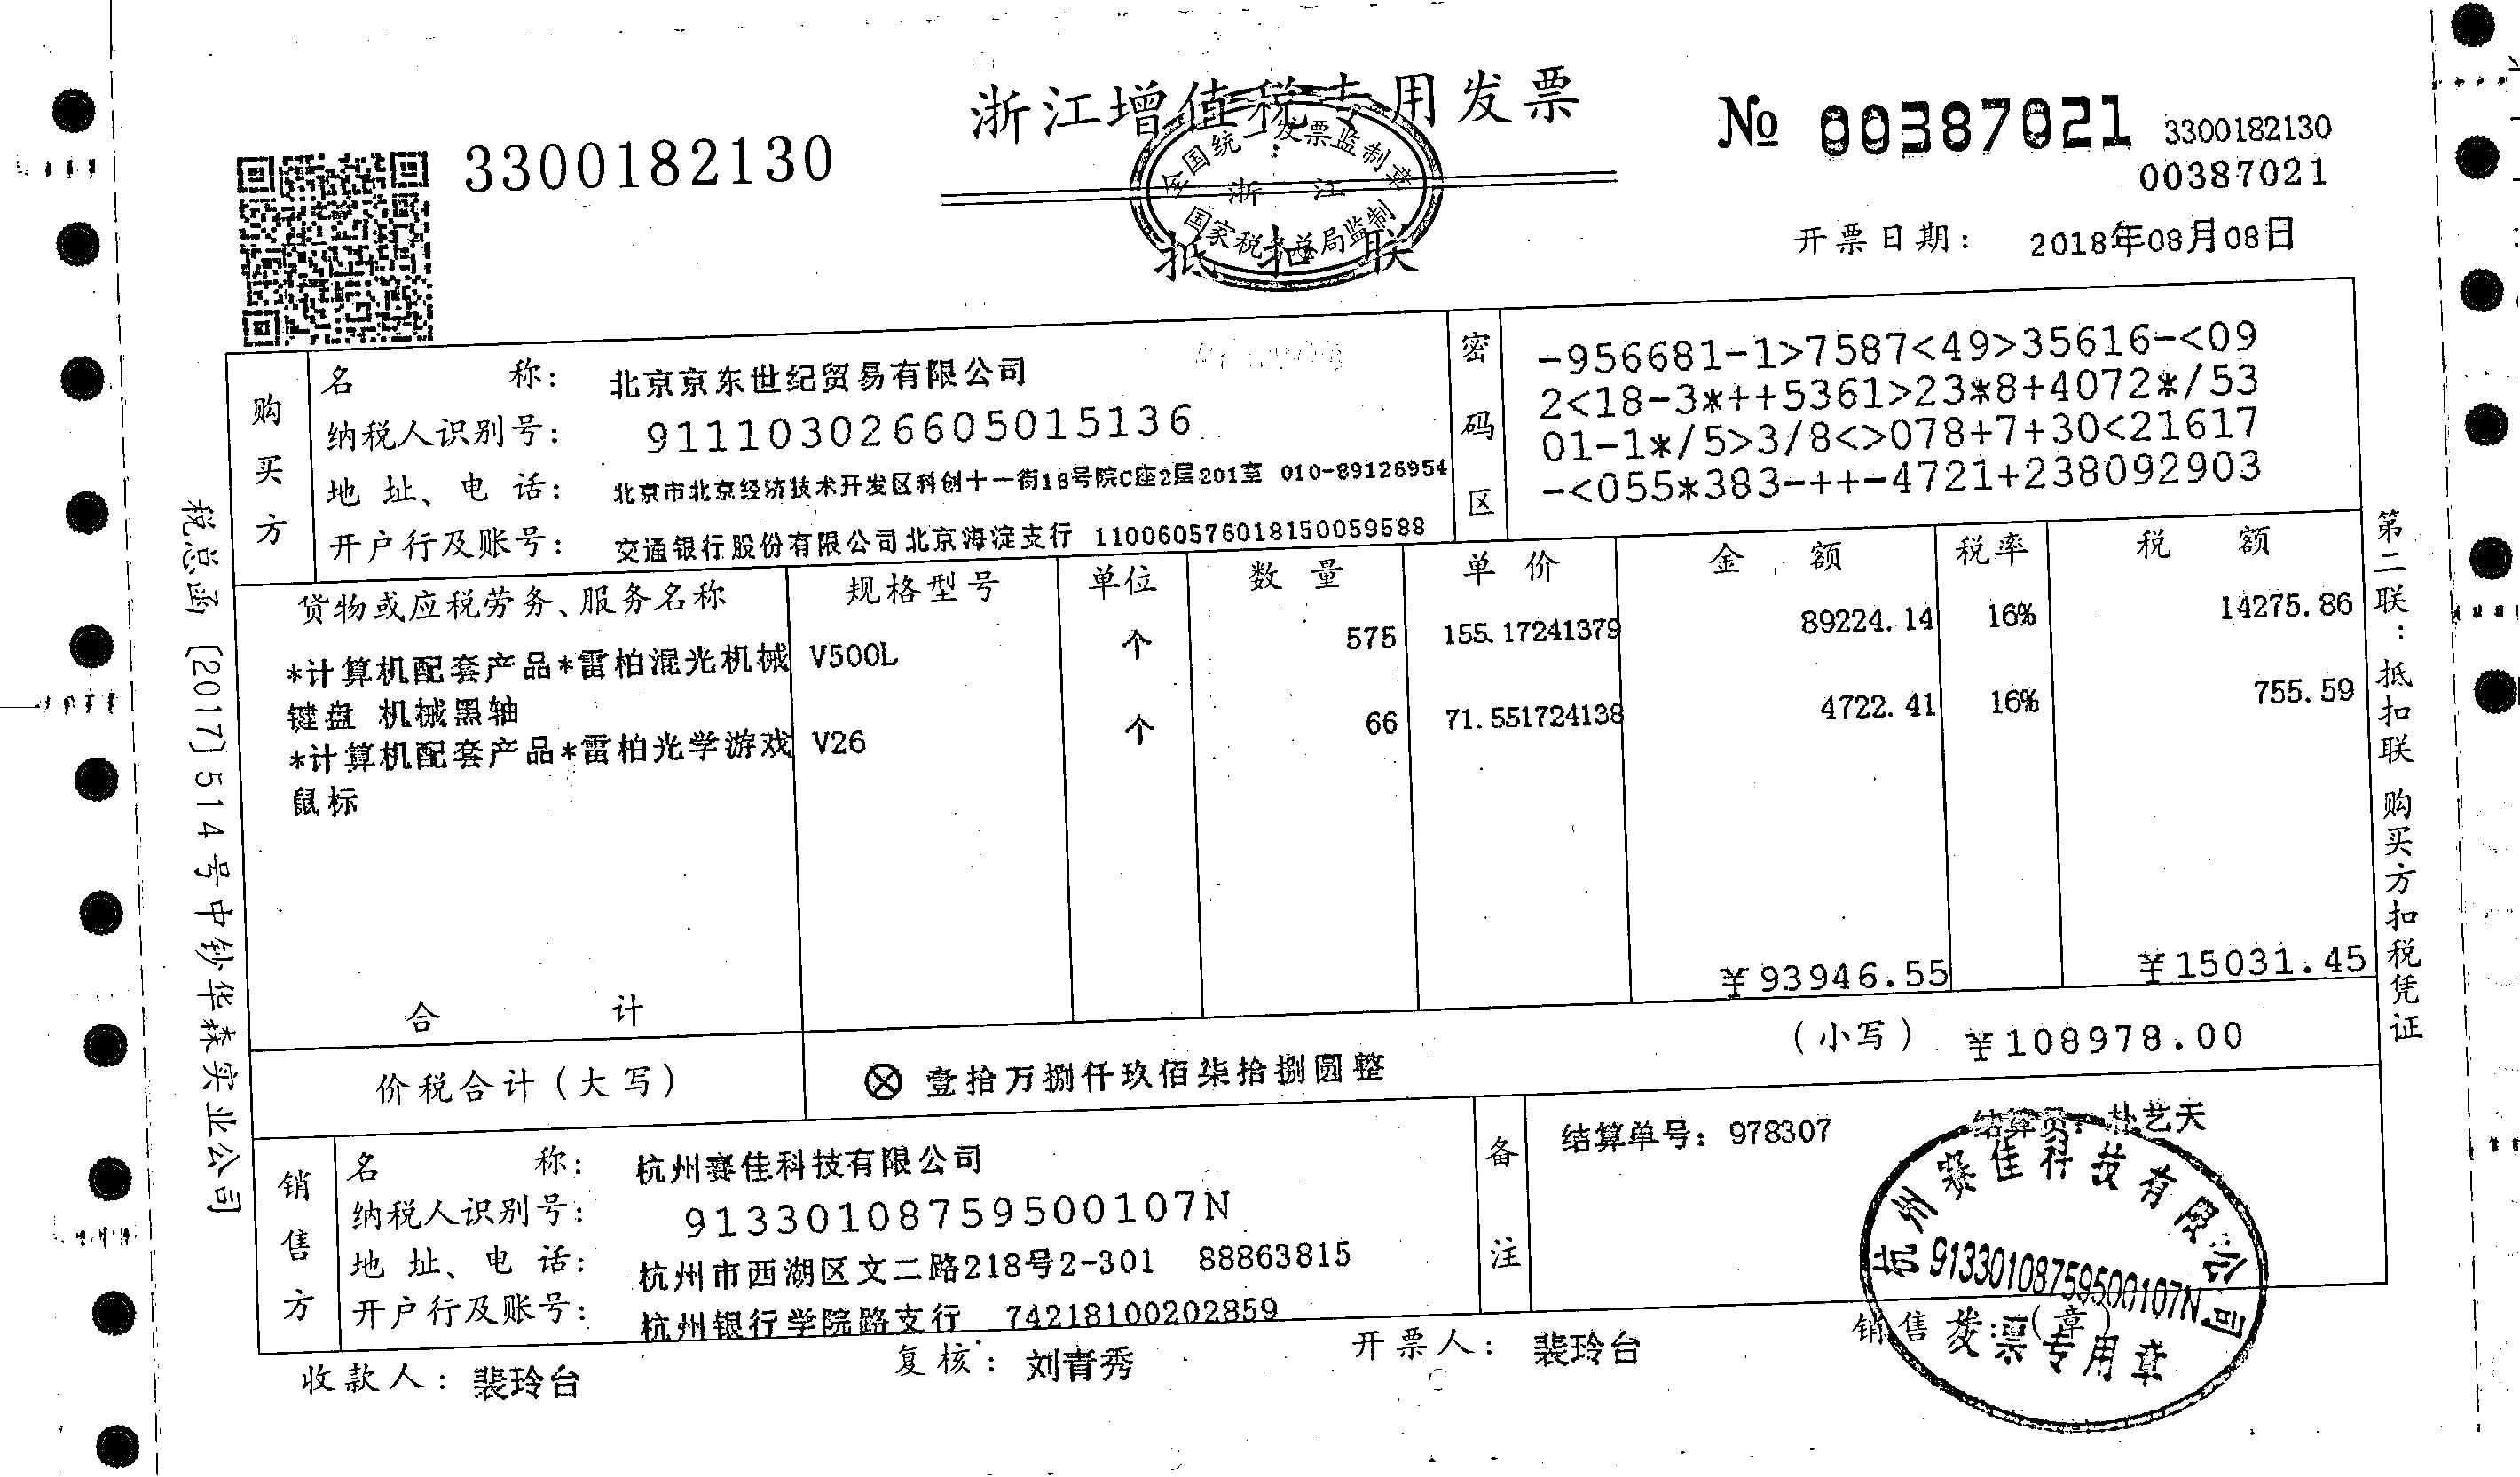 浙江增值税专用发票
3300182130
No 00387021
3300182130
00387021
全国统一发票监制章
浙 江
国家税务总局监制
抵 扣 联
开票日期: 2018年08月08日
购买方
名 称: 北京京东世纪贸易有限公司
纳税人识别号: 911103026605015136
地 址、电 话: 北京市北京经济技术开发区科创十一街18号院C座2层201室 010-89126954
开户行及账号: 交通银行股份有限公司北京海淀支行 110060576018150059588
密码区
-956681-1>7587<49>35616-<09
2<18-3*++5361>23*8+4072*/53
01-1*/5>3/8<>078+7+30<21617
-<055*383-++-4721+238092903
货物或应税劳务、服务名称 规格型号 单位 数 量 单 价 金 额 税率 税 额
*计算机配套产品*雷柏混光机械 V500L 个 575 155.17241379 89224.14 16% 14275.86
键盘 机械黑轴
*计算机配套产品*雷柏光学游戏 V26 个 66 71.551724138 4722.41 16% 755.59
鼠标
合 计 ¥93946.55 ¥15031.45
价税合计(大写) ⊗ 壹拾万捌仟玖佰柒拾捌圆整 (小写) ¥108978.00
销售方
名 称: 杭州赛佳科技有限公司
纳税人识别号: 91330108759500107N
地 址、电 话: 杭州市西湖区文二路218号2-301 88863815
开户行及账号: 杭州银行学院路支行 74218100202859
备注
结算单号: 978307 结算员: 朴艺天
杭州赛佳科技有限公司
91330108759500107N
发票专用章
收款人: 裴玲台 复核: 刘青秀 开票人: 裴玲台 销售方:(章)
税总函〔2017〕514号中钞华森实业公司
第二联:抵扣联 购买方扣税凭证